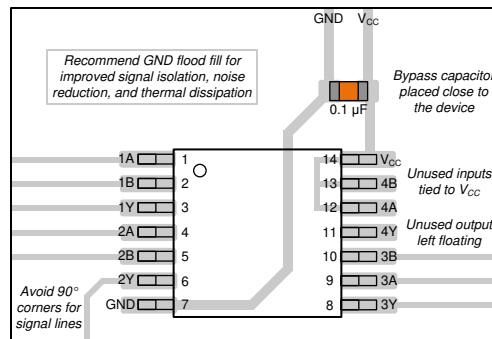 GND VCC
Recommend GND flood fill for
improved signal isolation, noise
reduction, and thermal dissipation
Bypass capacitor
placed close to
the device
0.1 µF
1A 1 14 VCC
1B 2 13 4B
1Y 3 12 4A
2A 4 11 4Y
2B 5 10 3B
2Y 6 9 3A
GND 7 8 3Y
Unused inputs
tied to VCC
Unused output
left floating
Avoid 90°
corners for
signal lines